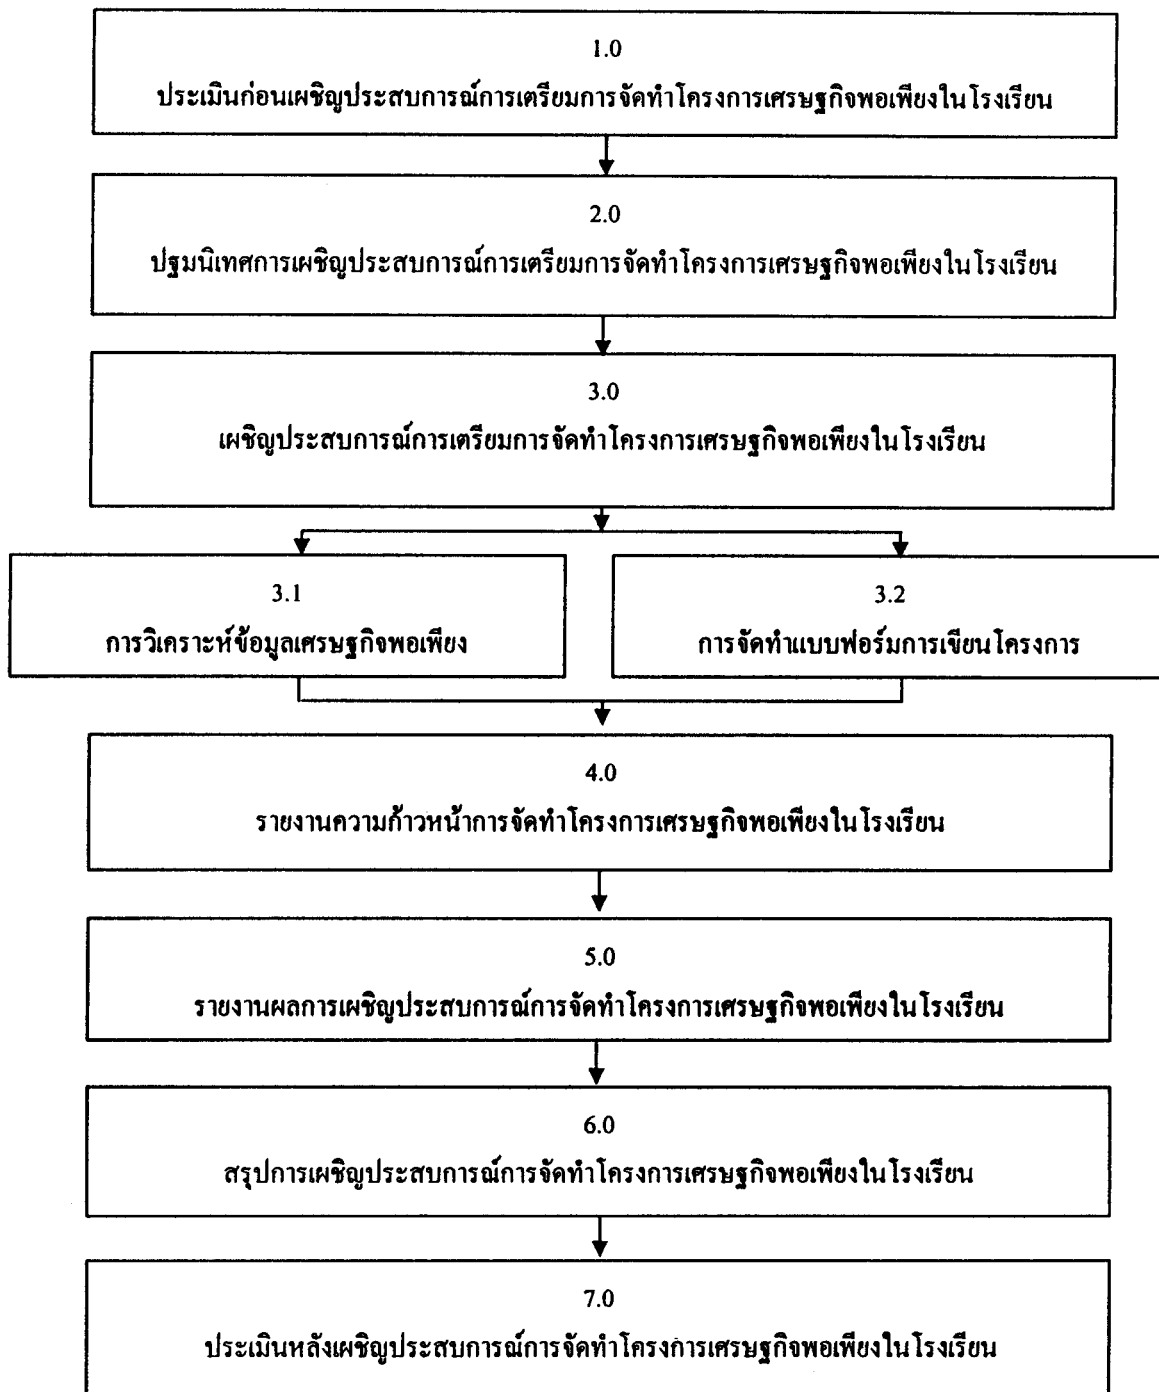 1.0
ประเมินก่อนเผชิญประสบการณ์การเตรียมการจัดทำโครงการเศรษฐกิจพอเพียงในโรงเรียน
2.0
ปฐมนิเทศการเผชิญประสบการณ์การเตรียมการจัดทำโครงการเศรษฐกิจพอเพียงในโรงเรียน
3.0
เผชิญประสบการณ์การเตรียมการจัดทำโครงการเศรษฐกิจพอเพียงในโรงเรียน
3.1
การวิเคราะห์ข้อมูลเศรษฐกิจพอเพียง
3.2
การจัดทำแบบฟอร์มการเขียนโครงการ
4.0
รายงานความก้าวหน้าการจัดทำโครงการเศรษฐกิจพอเพียงในโรงเรียน
5.0
รายงานผลการเผชิญประสบการณ์การจัดทำโครงการเศรษฐกิจพอเพียงในโรงเรียน
6.0
สรุปการเผชิญประสบการณ์การจัดทำโครงการเศรษฐกิจพอเพียงในโรงเรียน
7.0
ประเมินหลังเผชิญประสบการณ์การจัดทำโครงการเศรษฐกิจพอเพียงในโรงเรียน